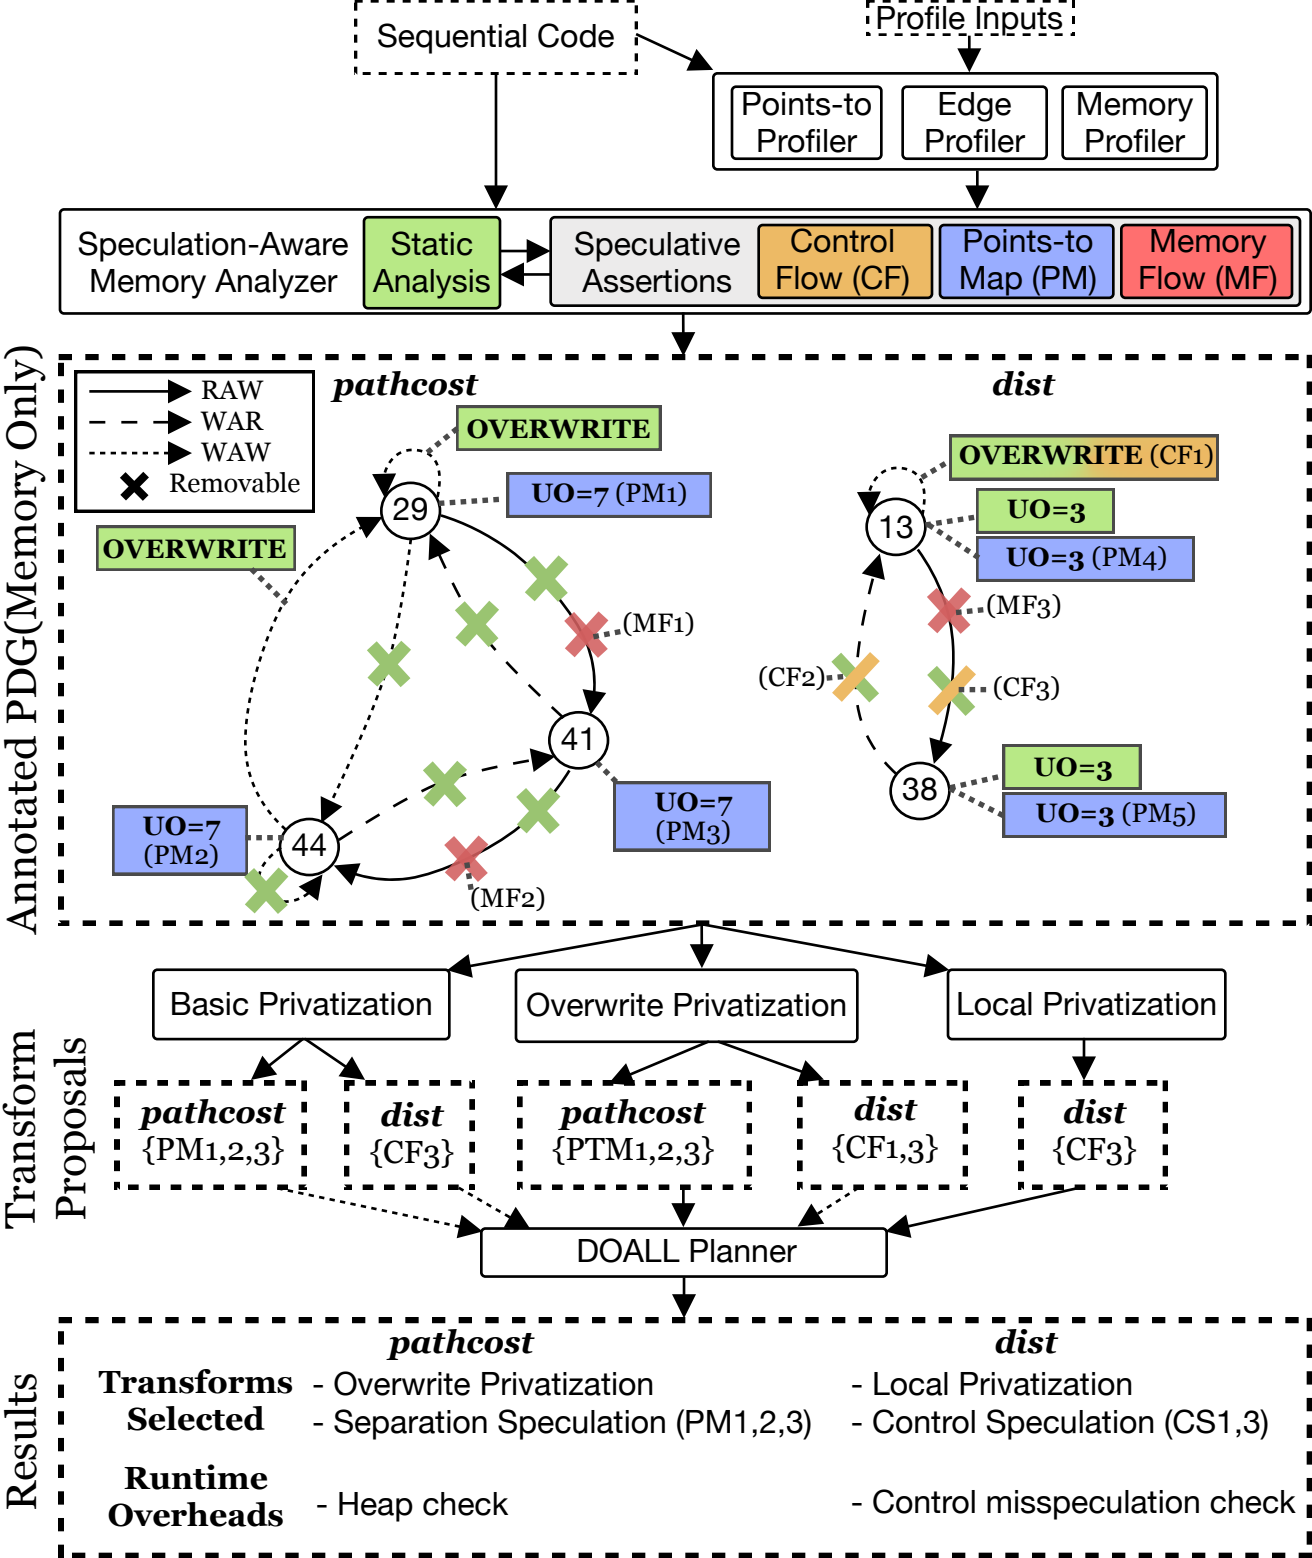 Sequential Code
Profile Inputs
Points-to
Profiler
Edge
Profiler
Memory
Profiler
Speculation-Aware
Memory Analyzer
Static
Analysis
Speculative
Assertions
Control
Flow (CF)
Points-to
Map (PM)
Memory
Flow (MF)
Annotated PDG(Memory Only)
RAW
WAR
WAW
Removable
pathcost
OVERWRITE
UO=7 (PM1)
29
OVERWRITE
(MF1)
41
UO=7
(PM3)
UO=7
(PM2)
44
(MF2)
dist
OVERWRITE (CF1)
13
UO=3
UO=3 (PM4)
(MF3)
(CF2)
(CF3)
38
UO=3
UO=3 (PM5)
Transform
Proposals
Basic Privatization
Overwrite Privatization
Local Privatization
pathcost
{PM1,2,3}
dist
{CF3}
pathcost
{PTM1,2,3}
dist
{CF1,3}
dist
{CF3}
DOALL Planner
Results
pathcost
dist
Transforms
Selected
- Overwrite Privatization
- Separation Speculation (PM1,2,3)
- Local Privatization
- Control Speculation (CS1,3)
Runtime
Overheads
- Heap check
- Control misspeculation check